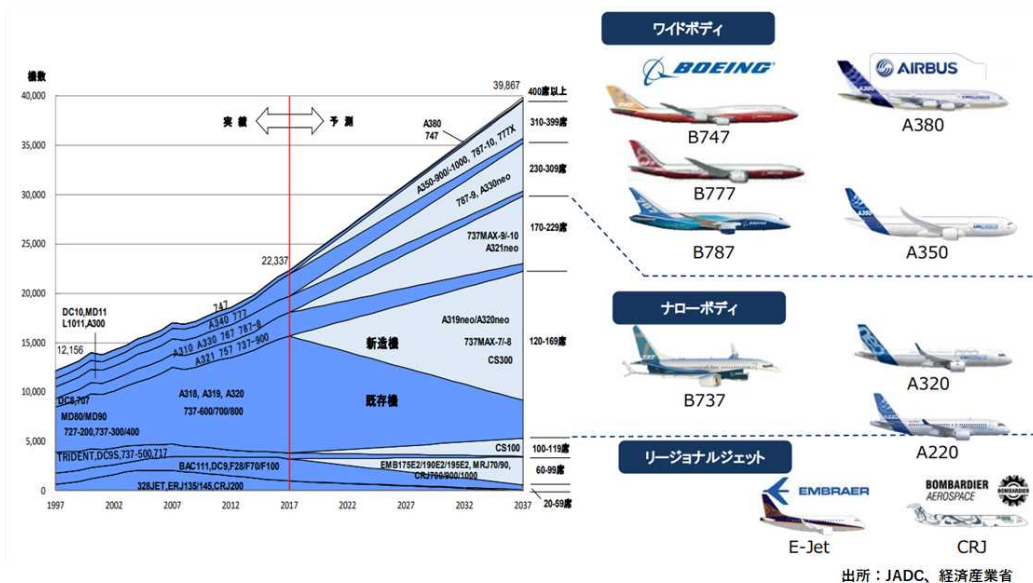 機数
40,000
35,000
30,000
25,000
20,000
15,000
10,000
5,000
0
1997
2002
2007
2012
2017
2022
2027
2032
2037
実績
予測
12,156
22,337
39,867
DC10,MD11
L1011,A300
747
A340 777
A310 A330 767 787-8
A321 757 737-900
DC8,707
MD80/MD90
727-200,737-300/400
A318, A319, A320
737-600/700/800
TRIDENT,DC9S,737-500,717
BAC111,DC9,F28/F70/F100
328JET,ERJ135/145,CRJ200
A380
747
A350-900/-1000, 787-10, 777X
787-9, A330neo
737MAX-9/-10
A321neo
A319neo/A320neo
737MAX-7/-8
CS300
新造機
既存機
CS100
EMB175E2/190E2/195E2, MRJ70/90,
CRJ700/900/1000
400席以上
310-399席
230-309席
170-229席
120-169席
100-119席
60-99席
20-59席
ワイドボディ
BOEING
AIRBUS
B747
A380
B777
B787
A350
ナローボディ
B737
A320
A220
リージョナルジェット
EMBRAER
BOMBARDIER
AEROSPACE
BOMBARDIER
E-Jet
CRJ
出所：JADC、経済産業省